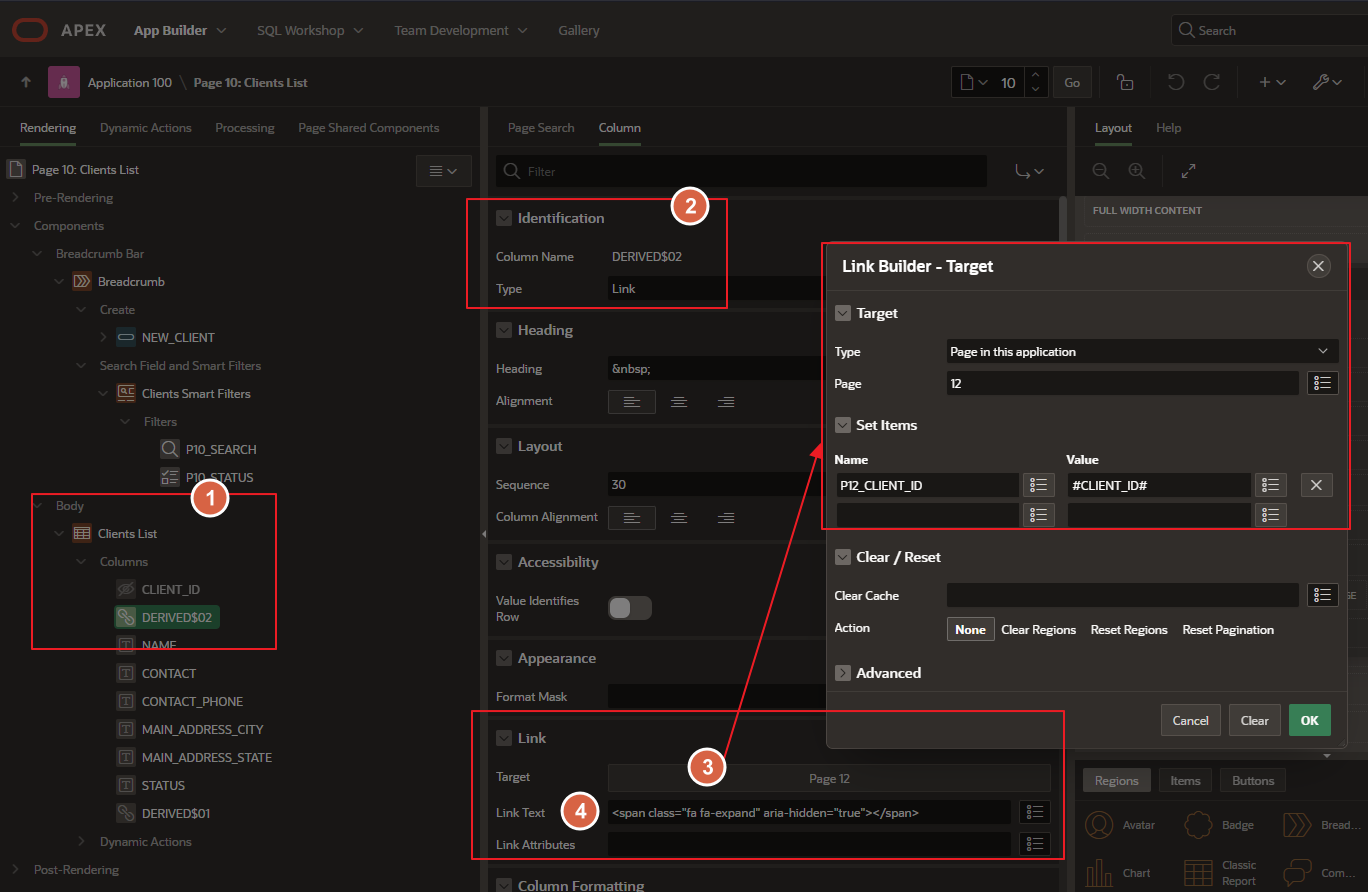 APEX App Builder SQL Workshop Team Development Gallery Search
Application 100 \ Page 10: Clients List 10 Go
Rendering Dynamic Actions Processing Page Shared Components
Page 10: Clients List
Pre-Rendering
Components
Breadcrumb Bar
Breadcrumb
Create
NEW_CLIENT
Search Field and Smart Filters
Clients Smart Filters
Filters
P10_SEARCH
P10_STATUS
1
Body
Clients List
Columns
CLIENT_ID
DERIVED$02
NAME
CONTACT
CONTACT_PHONE
MAIN_ADDRESS_CITY
MAIN_ADDRESS_STATE
STATUS
DERIVED$01
Dynamic Actions
Post-Rendering
Page Search Column
Filter
2
Identification
Column Name DERIVED$02
Type Link
Heading
Heading &nbsp;
Alignment
Layout
Sequence 30
Column Alignment
Accessibility
Value Identifies
Row
Appearance
Format Mask
Link
3
Target Page 12
4
Link Text <span class="fa fa-expand" aria-hidden="true"></span>
Link Attributes
Column Formatting
Layout Help
FULL WIDTH CONTENT
Link Builder - Target
Target
Type Page in this application
Page 12
Set Items
Name Value
P12_CLIENT_ID #CLIENT_ID#
Clear / Reset
Clear Cache
Action None Clear Regions Reset Regions Reset Pagination
Advanced
Cancel Clear OK
Regions Items Buttons
Avatar Badge Bread...
Chart Classic
Report Com...